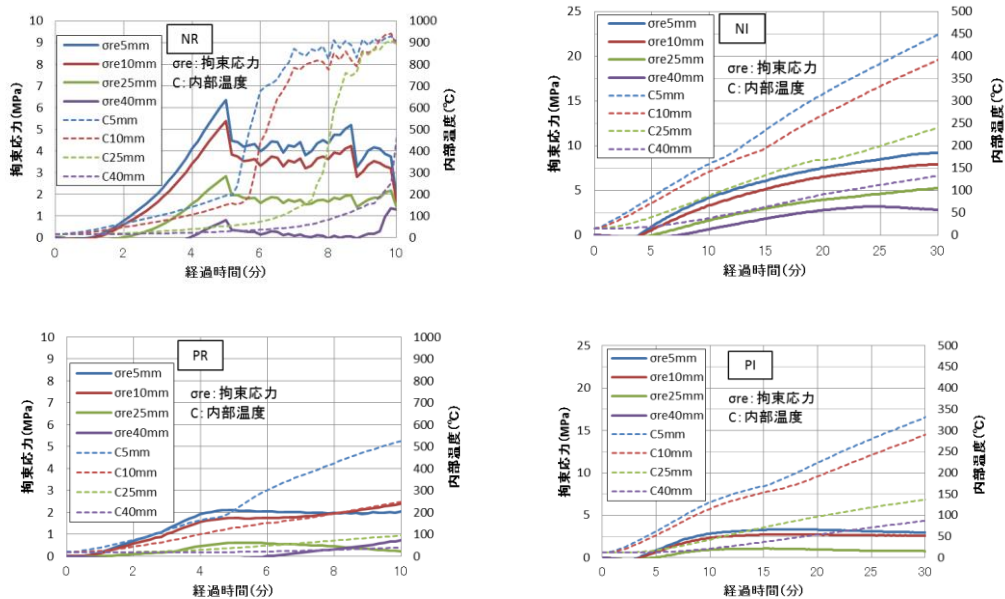 NR
σre:拘束応力
C:内部温度
σre5mm
σre10mm
σre25mm
σre40mm
C5mm
C10mm
C25mm
C40mm
拘束応力(MPa)
10
9
8
7
6
5
4
3
2
1
0
内部温度(℃)
1000
900
800
700
600
500
400
300
200
100
0
0 2 4 6 8 10
経過時間(分)
NI
σre:拘束応力
C:内部温度
σre5mm
σre10mm
σre25mm
σre40mm
C5mm
C10mm
C25mm
C40mm
拘束応力(MPa)
25
20
15
10
5
0
内部温度(℃)
500
450
400
350
300
250
200
150
100
50
0
0 5 10 15 20 25 30
経過時間(分)
PR
σre:拘束応力
C:内部温度
σre5mm
σre10mm
σre25mm
σre40mm
C5mm
C10mm
C25mm
C40mm
拘束応力(MPa)
10
9
8
7
6
5
4
3
2
1
0
内部温度(℃)
1000
900
800
700
600
500
400
300
200
100
0
0 2 4 6 8 10
経過時間(分)
PI
σre:拘束応力
C:内部温度
σre5mm
σre10mm
σre25mm
σre40mm
C5mm
C10mm
C25mm
C40mm
拘束応力(MPa)
25
20
15
10
5
0
内部温度(℃)
500
450
400
350
300
250
200
150
100
50
0
0 5 10 15 20 25 30
経過時間(分)